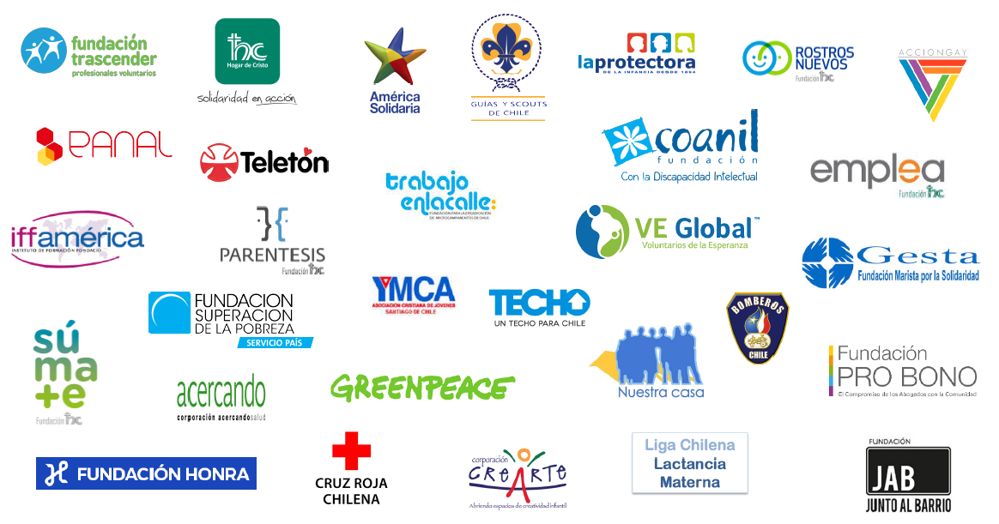 fundación
trascender
profesionales voluntarios
hc
Hogar de Cristo
solidaridad en acción
América
Solidaria
GUÍAS Y SCOUTS
DE CHILE
laprotectora
DE LA INFANCIA DESDE 1894
ROSTROS
NUEVOS
Fundación hc
ACCIONGAY
PANAL
Teletón
trabajo
enlacalle:
FUNDACIÓN PARA LA ERRADICACIÓN
DE MICROCAMPAMENTOS DE CHILE
coanil
fundación
Con la Discapacidad Intelectual
emplea
Fundación hc
iffamérica
INSTITUTO DE FORMACIÓN FONDACIO
PARENTESIS
Fundación hc
VE Global™
Voluntarios de la Esperanza
Gesta
Fundación Marista por la Solidaridad
YMCA
ASOCIACION CRISTIANA DE JOVENES
SANTIAGO DE CHILE
TECHO
UN TECHO PARA CHILE
BOMBEROS
CHILE
FUNDACION
SUPERACION
DE LA POBREZA
SERVICIO PAÍS
sú
ma
+e
Fundación hc
acercando
corporación acercandosalud
GREENPEACE
Nuestra casa
Fundación
PRO BONO
El Compromiso de los Abogados con la Comunidad
FUNDACIÓN HONRA
CRUZ ROJA
CHILENA
corporación
CREARTE
Abriendo espacios de creatividad infantil
Liga Chilena
Lactancia
Materna
FUNDACIÓN
JAB
JUNTO AL BARRIO